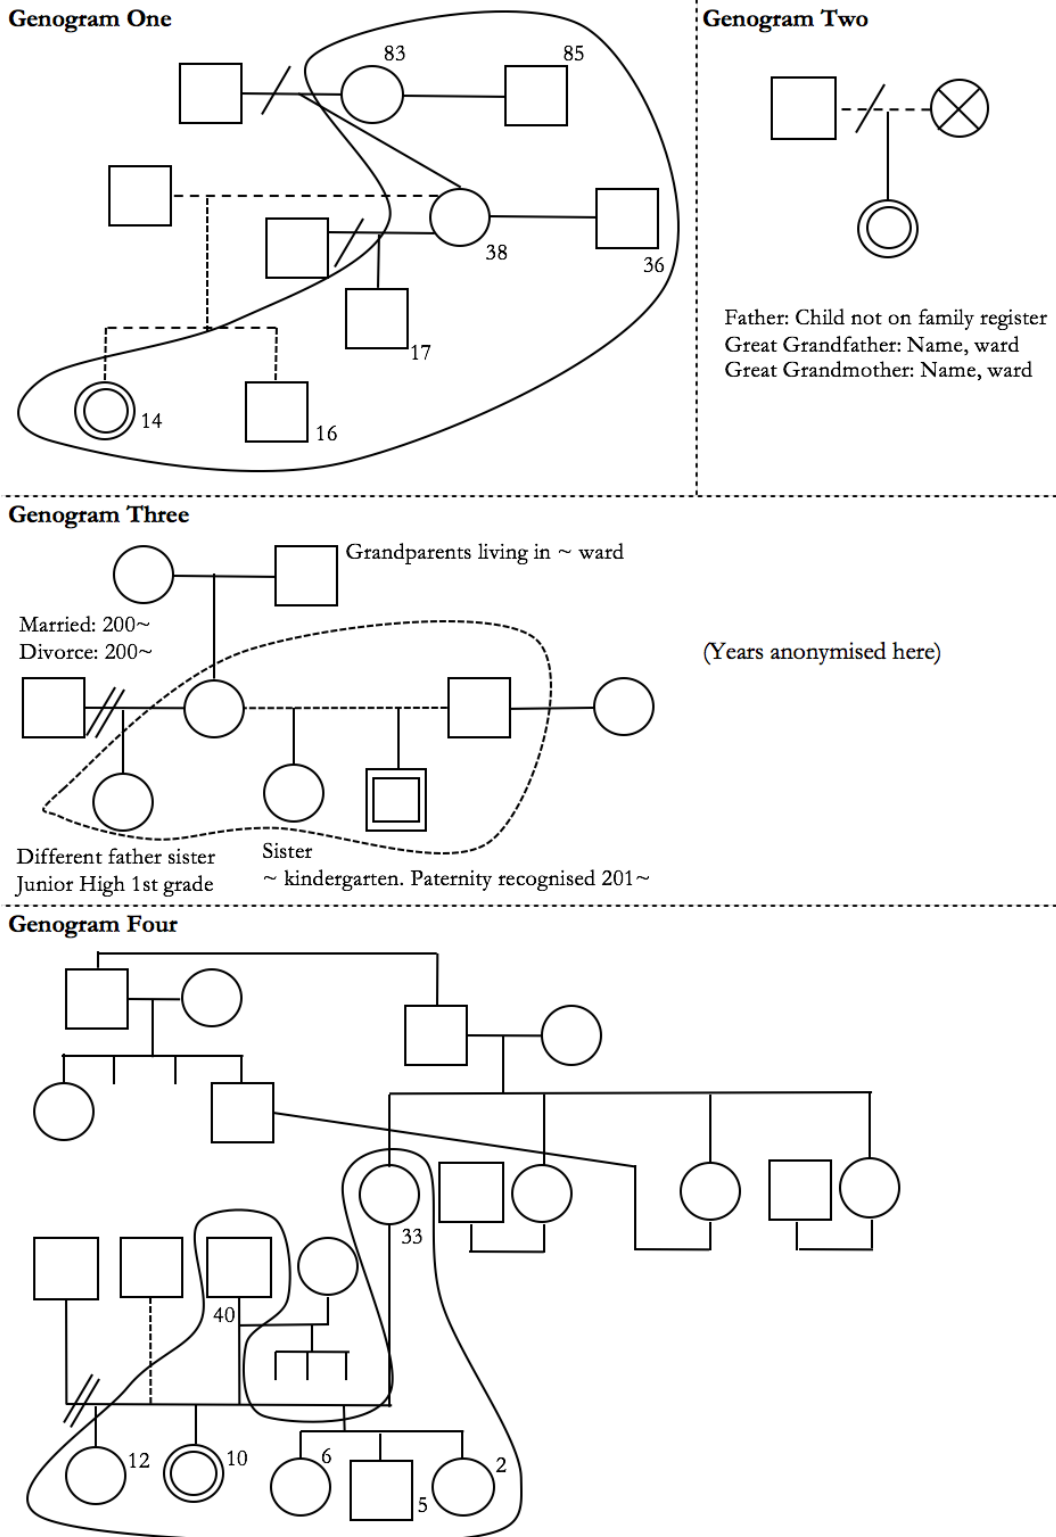 Genogram One
83
85
38
36
17
14
16
Genogram Two
Father: Child not on family register
Great Grandfather: Name, ward
Great Grandmother: Name, ward
Genogram Three
Grandparents living in ~ ward
Married: 200~
Divorce: 200~
(Years anonymised here)
Different father sister
Junior High 1st grade
Sister
~ kindergarten. Paternity recognised 201~
Genogram Four
33
40
12
10
6
5
2